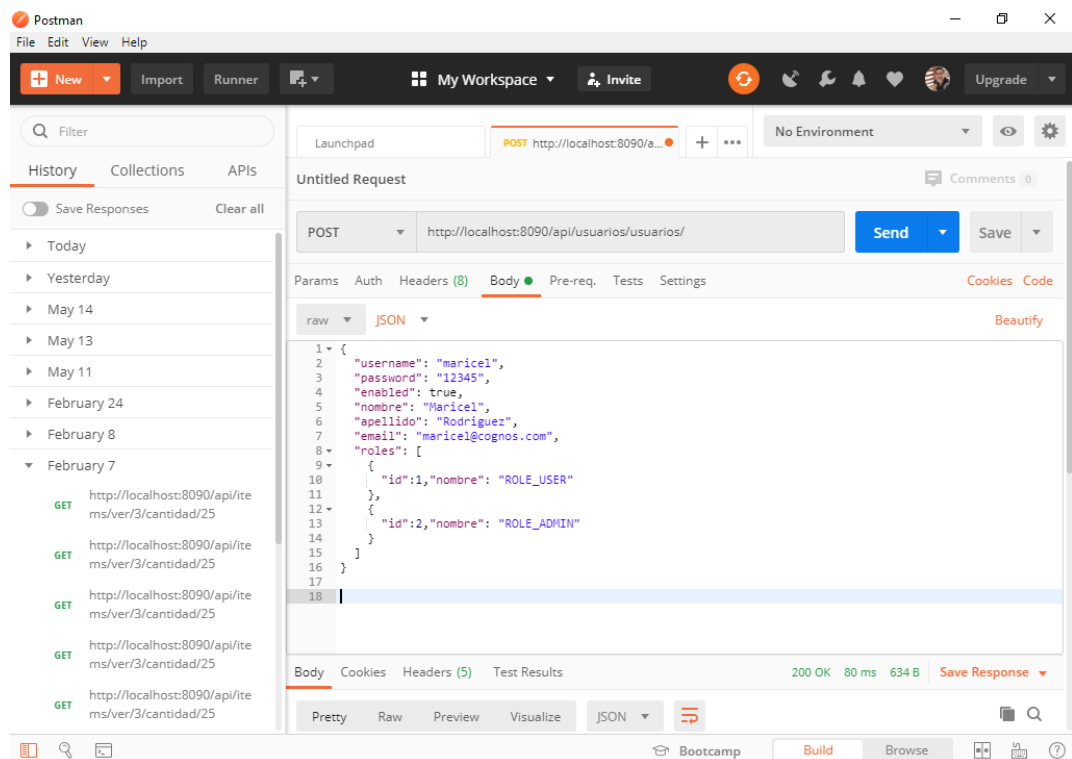 Postman
File Edit View Help
New Import Runner My Workspace Invite Upgrade
Filter
History Collections APIs
Save Responses Clear all
Today
Yesterday
May 14
May 13
May 11
February 24
February 8
February 7
GET http://localhost:8090/api/ite
ms/ver/3/cantidad/25
GET http://localhost:8090/api/ite
ms/ver/3/cantidad/25
GET http://localhost:8090/api/ite
ms/ver/3/cantidad/25
GET http://localhost:8090/api/ite
ms/ver/3/cantidad/25
GET http://localhost:8090/api/ite
ms/ver/3/cantidad/25
Launchpad POST http://localhost:8090/a... + ••• No Environment
Untitled Request Comments 0
POST http://localhost:8090/api/usuarios/usuarios/ Send Save
Params Auth Headers (8) Body Pre-req. Tests Settings Cookies Code
raw JSON Beautify
1 {
2 "username": "maricel",
3 "password": "12345",
4 "enabled": true,
5 "nombre": "Maricel",
6 "apellido": "Rodriguez",
7 "email": "maricel@cognos.com",
8 "roles": [
9 {
10 "id":1,"nombre": "ROLE_USER"
11 },
12 {
13 "id":2,"nombre": "ROLE_ADMIN"
14 }
15 ]
16 }
17
18
Body Cookies Headers (5) Test Results 200 OK 80 ms 634 B Save Response
Pretty Raw Preview Visualize JSON
Bootcamp Build Browse